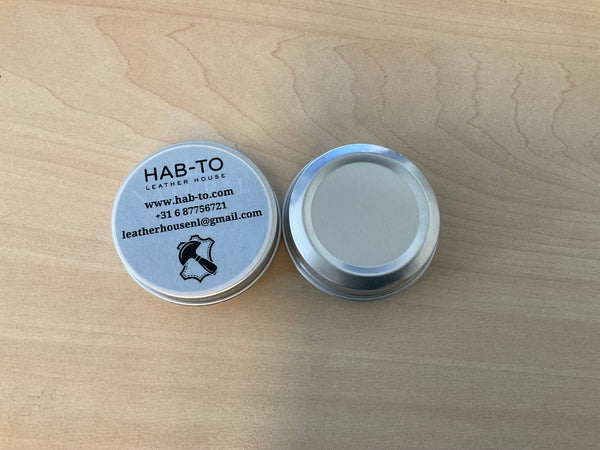 HAB-TO
LEATHER HOUSE
www.hab-to.com
+31 6 87756721
leatherhousenl@gmail.com